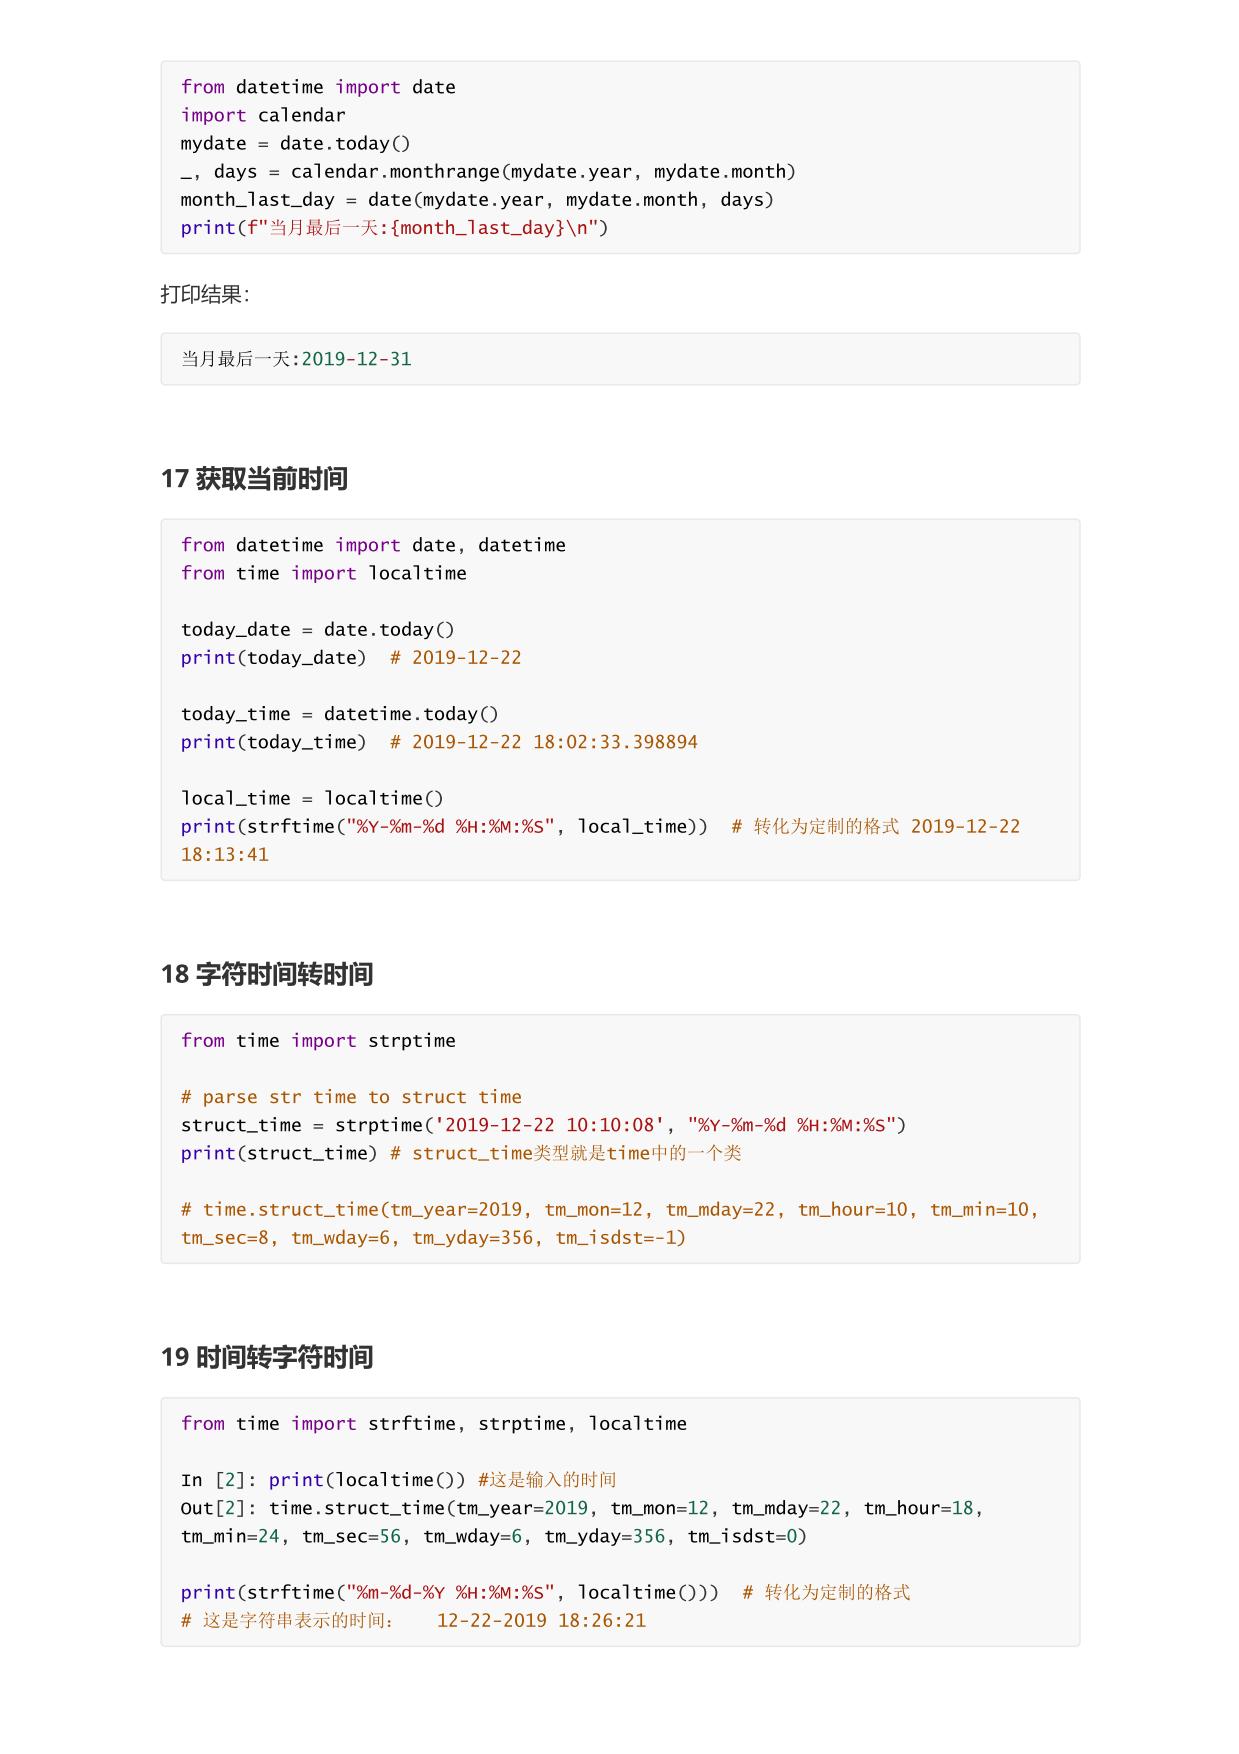 from datetime import date
import calendar
mydate = date.today()
_, days = calendar.monthrange(mydate.year, mydate.month)
month_last_day = date(mydate.year, mydate.month, days)
print(f"当月最后一天:{month_last_day}\n")
打印结果：
当月最后一天:2019-12-31
17 获取当前时间
from datetime import date, datetime
from time import localtime
today_date = date.today()
print(today_date)  # 2019-12-22
today_time = datetime.today()
print(today_time)  # 2019-12-22 18:02:33.398894
local_time = localtime()
print(strftime("%Y-%m-%d %H:%M:%S", local_time))  # 转化为定制的格式 2019-12-22
18:13:41
18 字符时间转时间
from time import strptime
# parse str time to struct time
struct_time = strptime('2019-12-22 10:10:08', "%Y-%m-%d %H:%M:%S")
print(struct_time) # struct_time类型就是time中的一个类
# time.struct_time(tm_year=2019, tm_mon=12, tm_mday=22, tm_hour=10, tm_min=10,
tm_sec=8, tm_wday=6, tm_yday=356, tm_isdst=-1)
19 时间转字符时间
from time import strftime, strptime, localtime
In [2]: print(localtime()) #这是输入的时间
Out[2]: time.struct_time(tm_year=2019, tm_mon=12, tm_mday=22, tm_hour=18,
tm_min=24, tm_sec=56, tm_wday=6, tm_yday=356, tm_isdst=0)
print(strftime("%m-%d-%Y %H:%M:%S", localtime()))  # 转化为定制的格式
# 这是字符串表示的时间：   12-22-2019 18:26:21